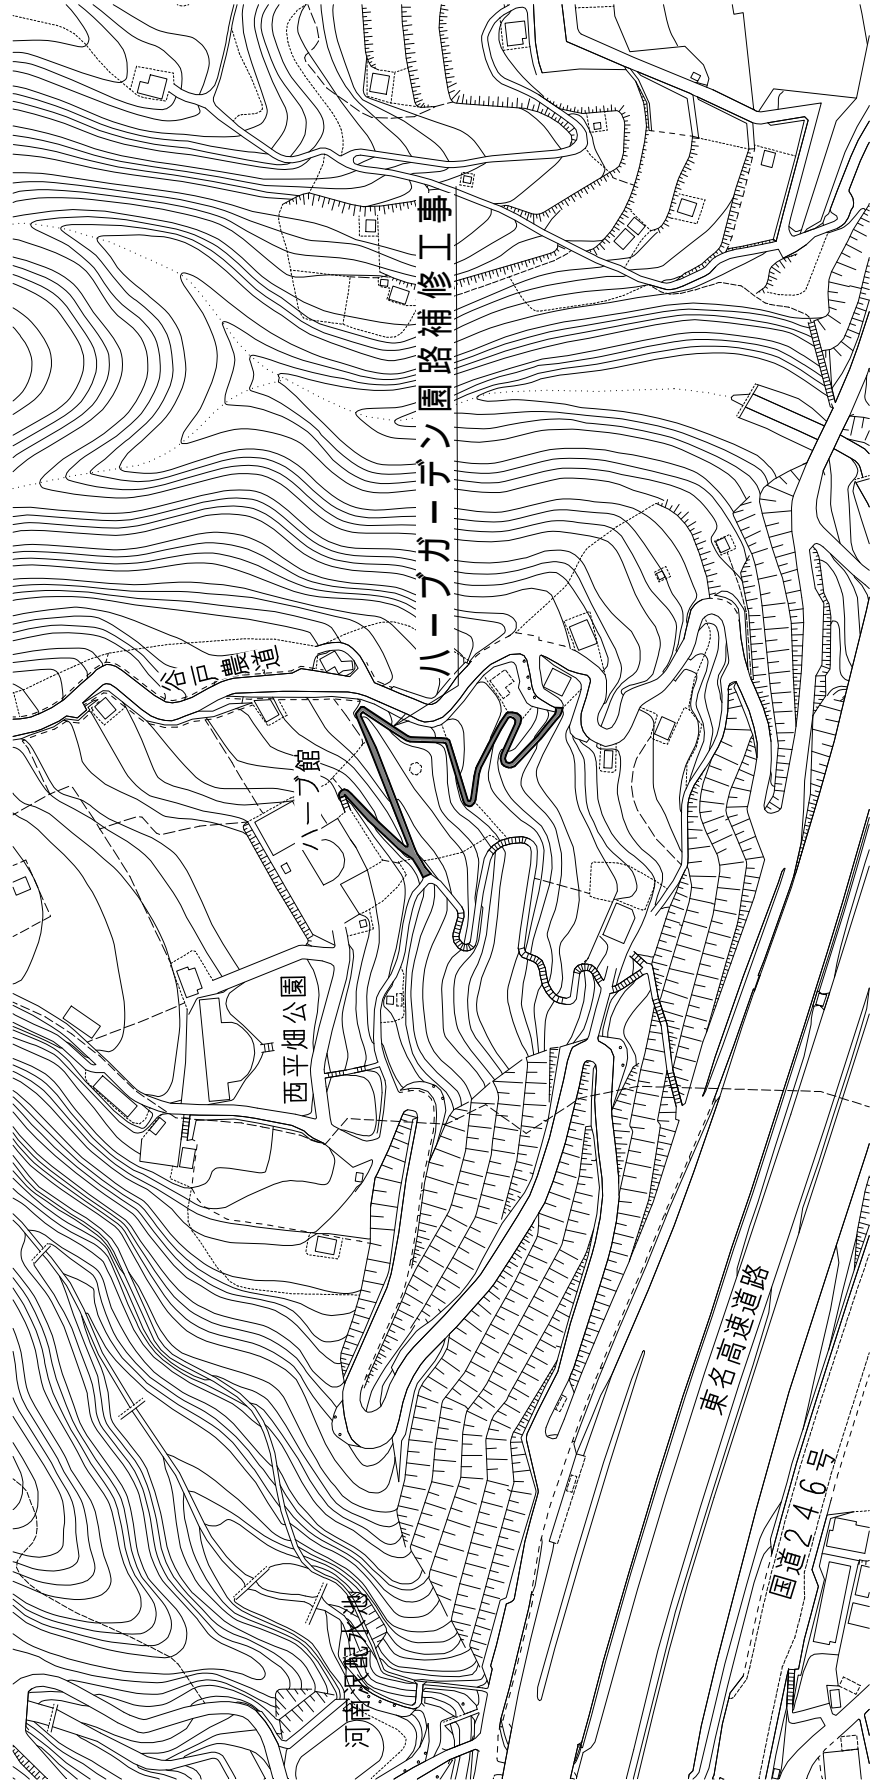 ハーブガーデン園路補修工事
谷戸農道
ハーブ館
西平畑公園
東名高速道路
国道246号
河南沢配水池